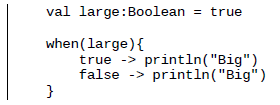 val large:Boolean = true
when(large){
true -> println("Big")
false -> println("Big")
}